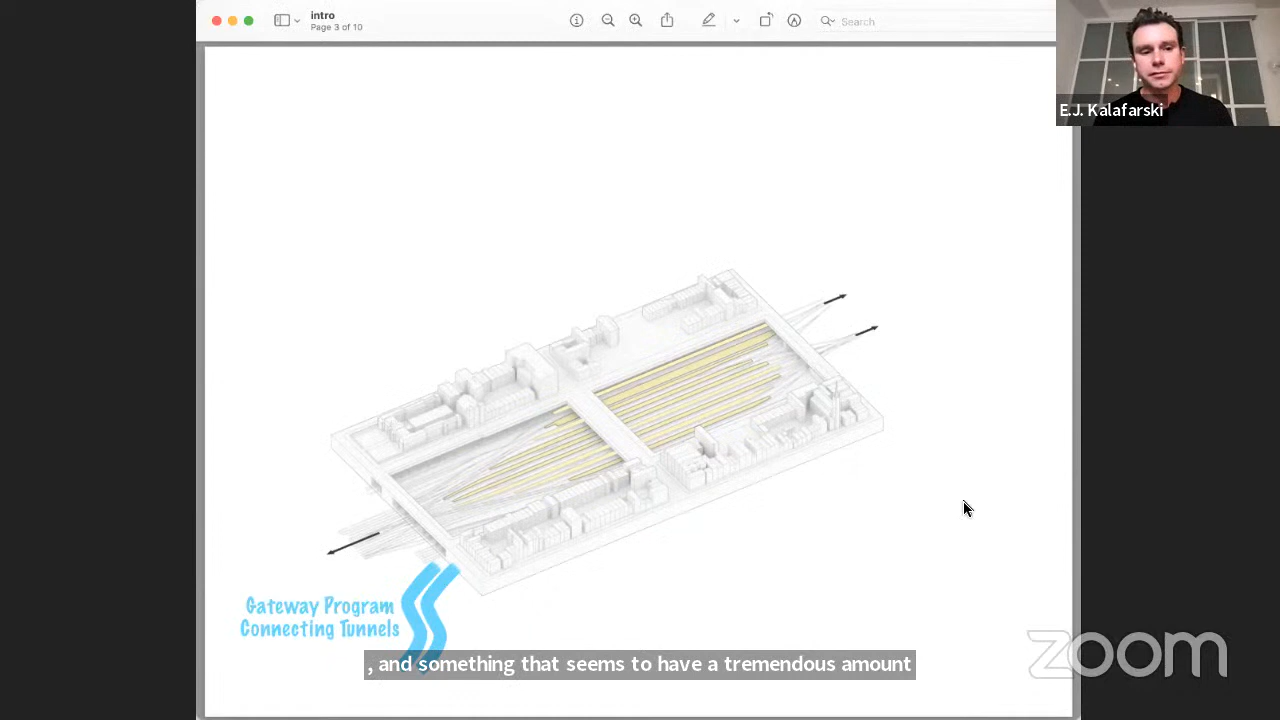 intro
Page 3 of 10
Search
E.J. Kalafarski
Gateway Program
Connecting Tunnels
, and something that seems to have a tremendous amount
zoom